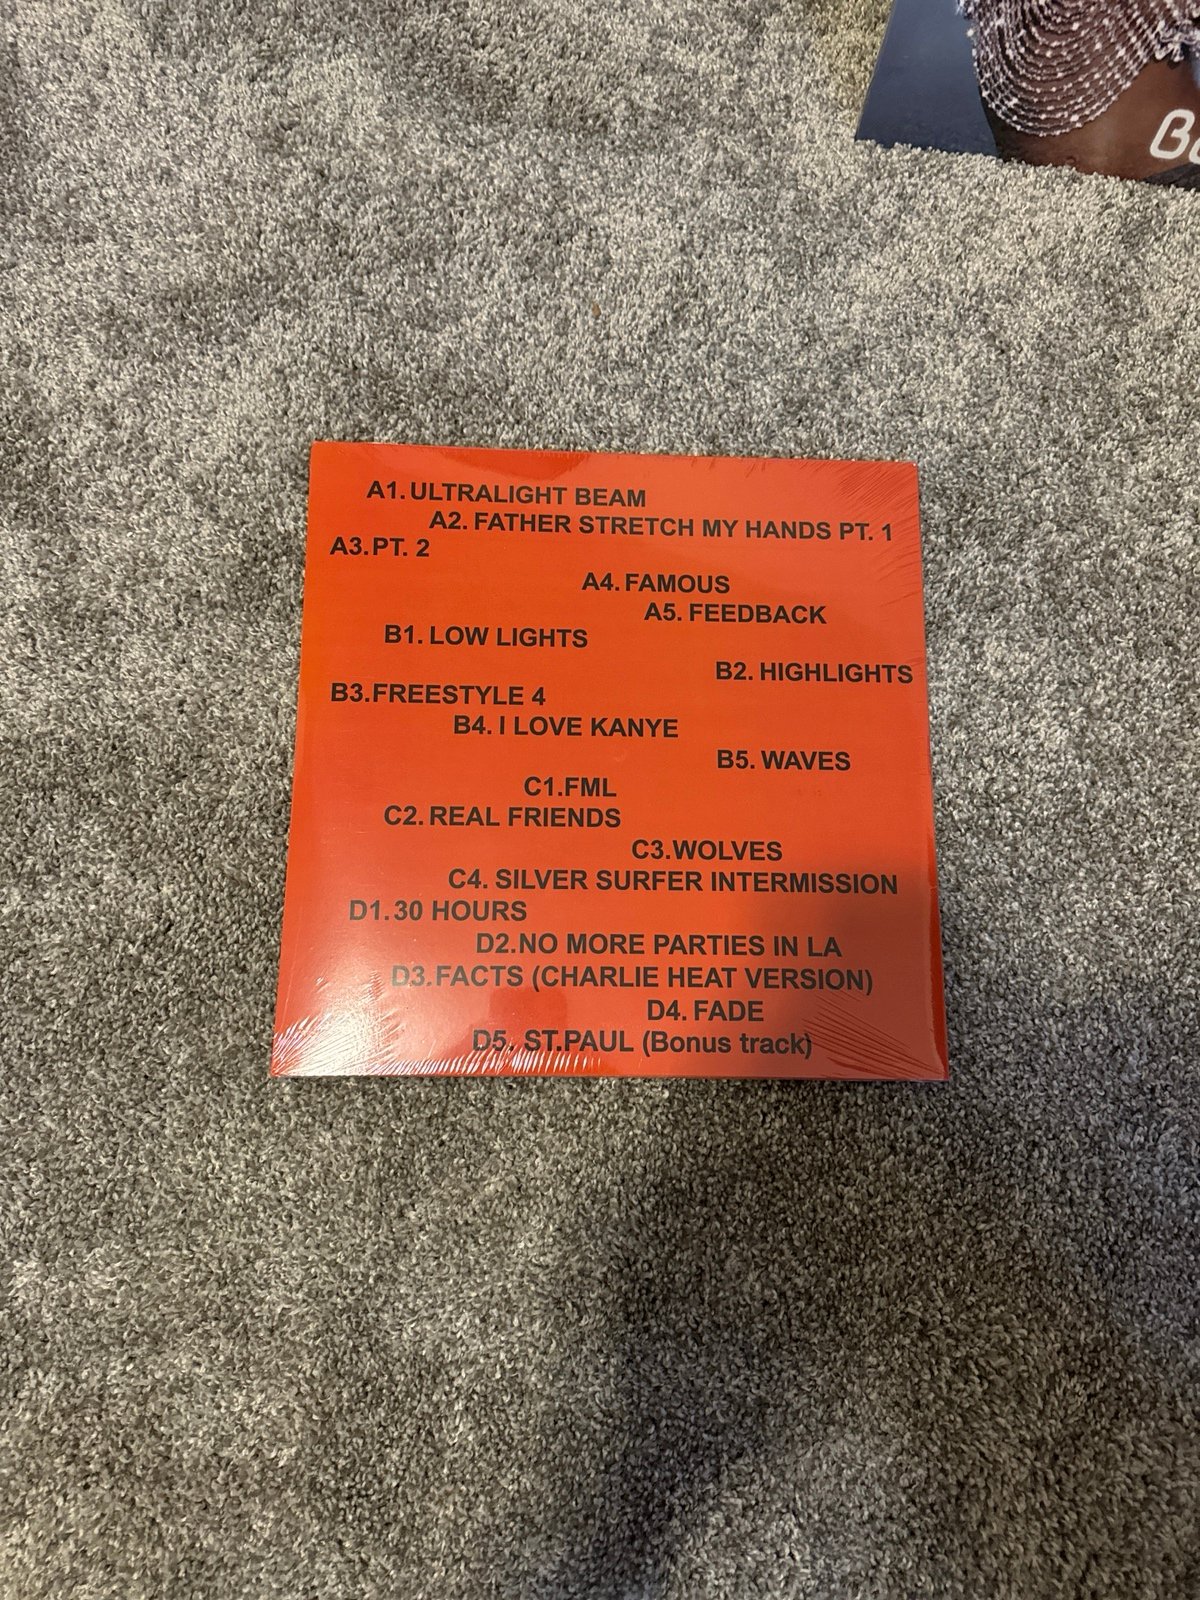 A1. ULTRALIGHT BEAM
A2. FATHER STRETCH MY HANDS PT. 1
A3.PT. 2
A4. FAMOUS
A5. FEEDBACK
B1. LOW LIGHTS
B2. HIGHLIGHTS
B3.FREESTYLE 4
B4. I LOVE KANYE
B5. WAVES
C1.FML
C2. REAL FRIENDS
C3.WOLVES
C4. SILVER SURFER INTERMISSION
D1. 30 HOURS
D2.NO MORE PARTIES IN LA
D3.FACTS (CHARLIE HEAT VERSION)
D4. FADE
D5. ST.PAUL (Bonus track)